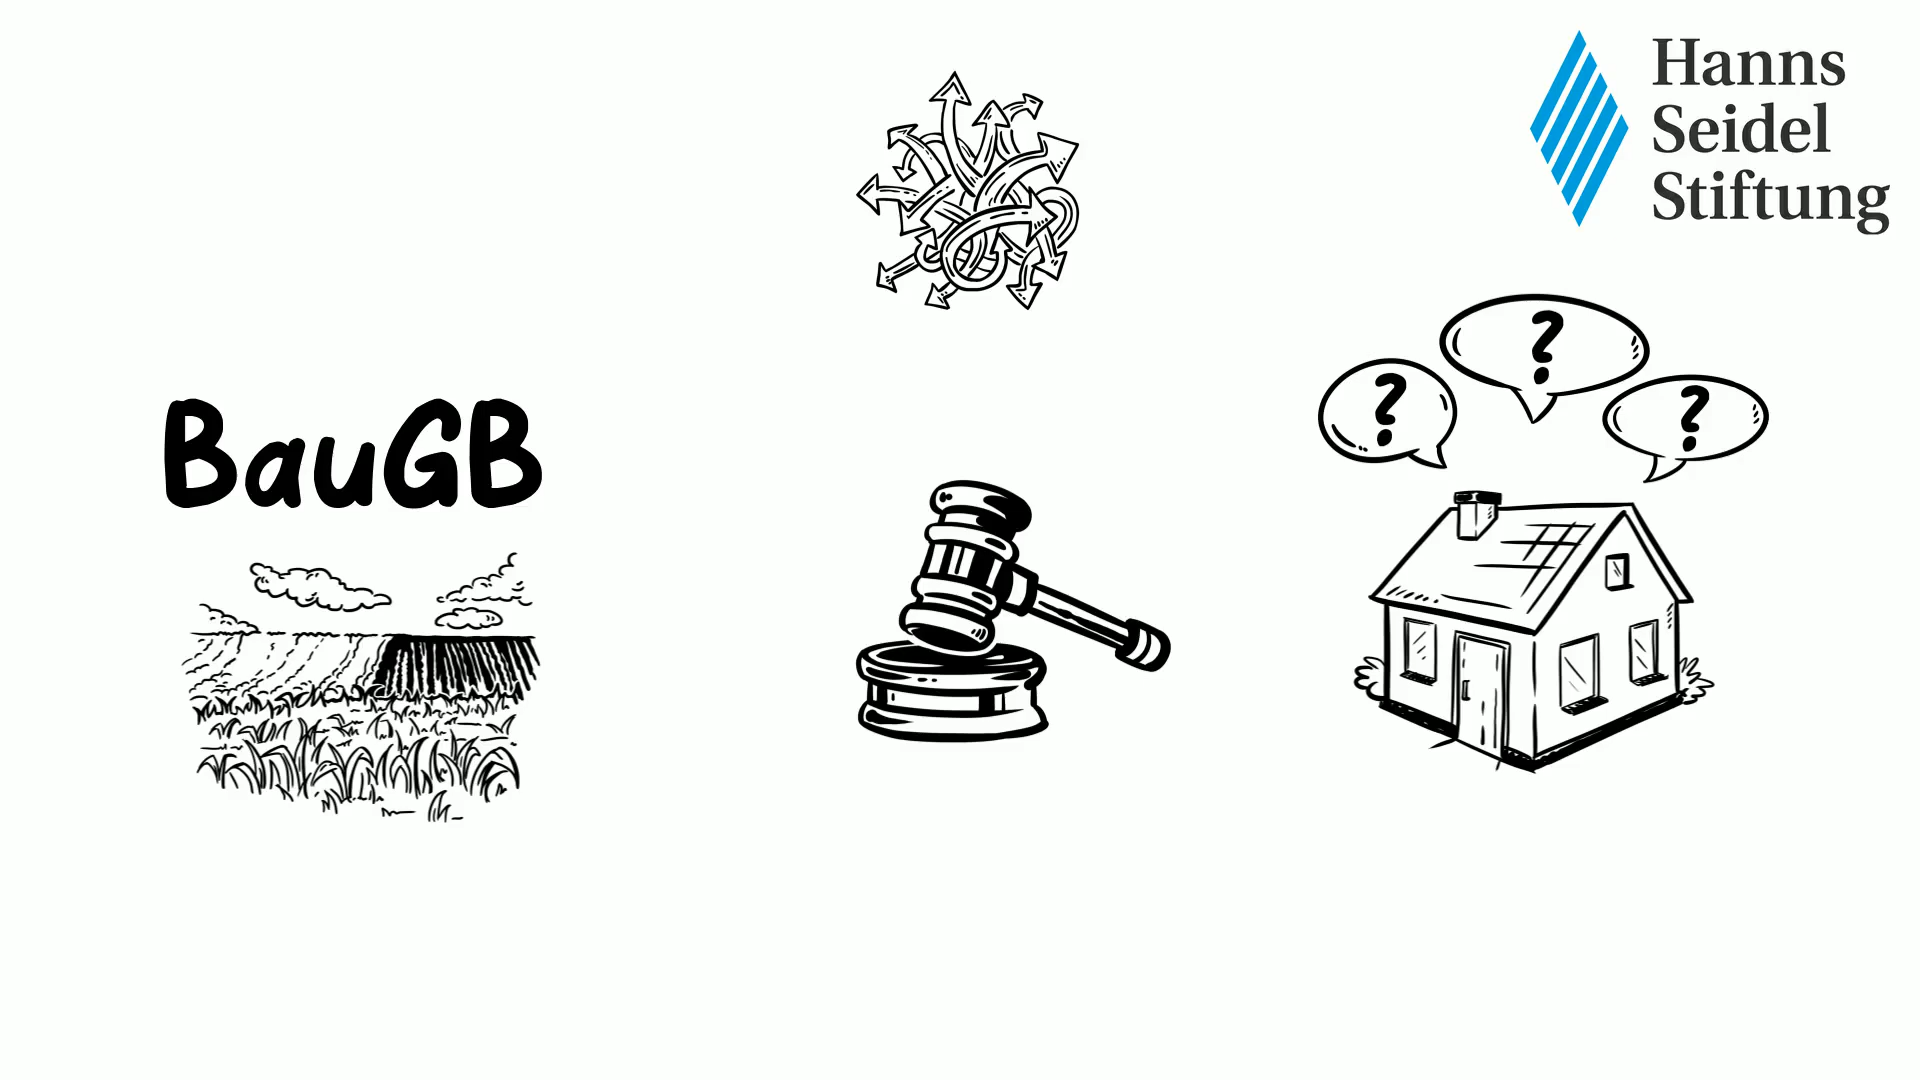 Hanns
Seidel
Stiftung
?
?
?
BauGB